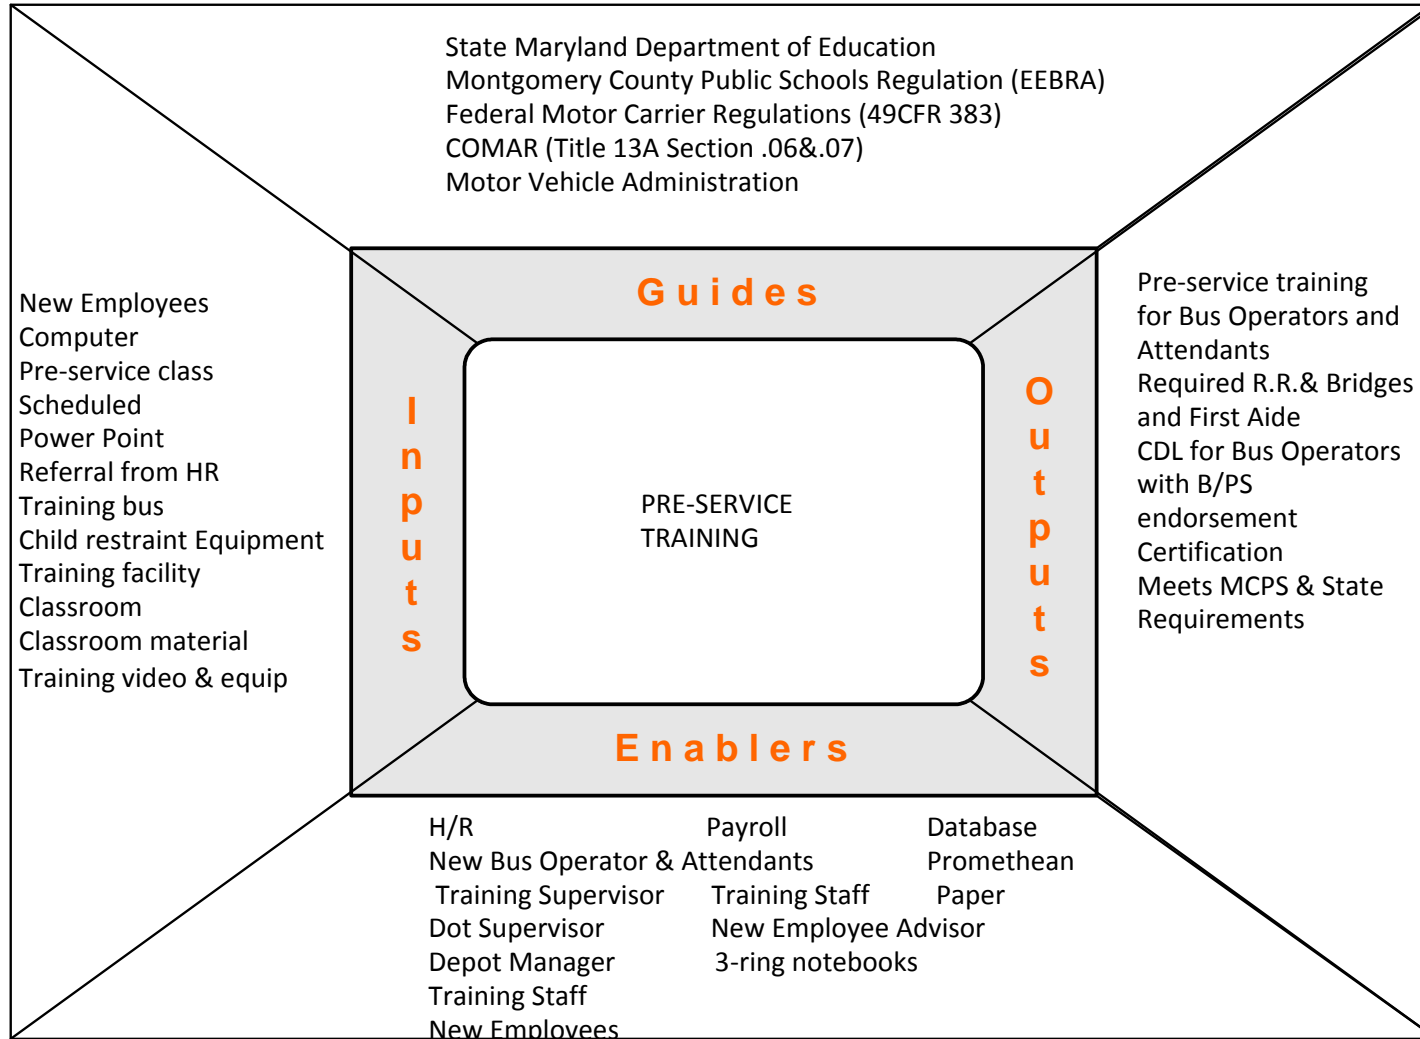 State Maryland Department of Education
Montgomery County Public Schools Regulation (EEBRA)
Federal Motor Carrier Regulations (49CFR 383)
COMAR (Title 13A Section .06&.07)
Motor Vehicle Administration
Guides
New Employees
Computer
Pre-service class
Scheduled
Power Point
Referral from HR
Training bus
Child restraint Equipment
Training facility
Classroom
Classroom material
Training video & equip
Inputs
PRE-SERVICE
TRAINING
Outputs
Pre-service training
for Bus Operators and
Attendants
Required R.R.& Bridges
and First Aide
CDL for Bus Operators
with B/PS
endorsement
Certification
Meets MCPS & State
Requirements
Enablers
H/R Payroll Database
New Bus Operator & Attendants Promethean
Training Supervisor Training Staff Paper
Dot Supervisor New Employee Advisor
Depot Manager 3-ring notebooks
Training Staff
New Employees